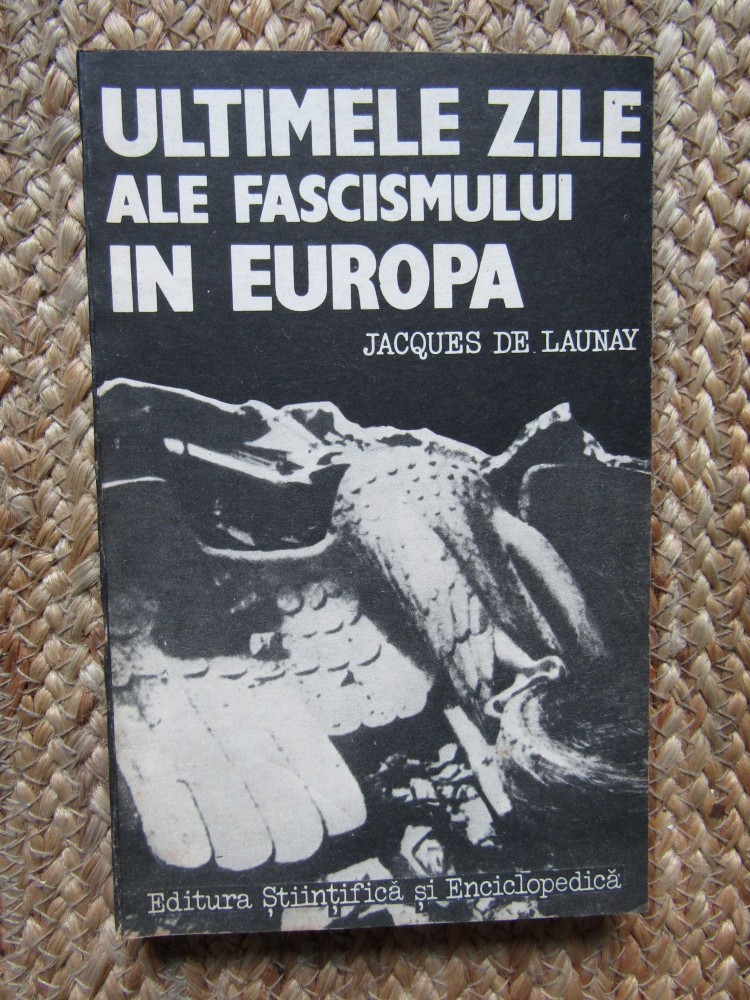 ULTIMELE ZILE
ALE FASCISMULUI
IN EUROPA
JACQUES DE LAUNAY
Editura Științifică și Enciclopedică